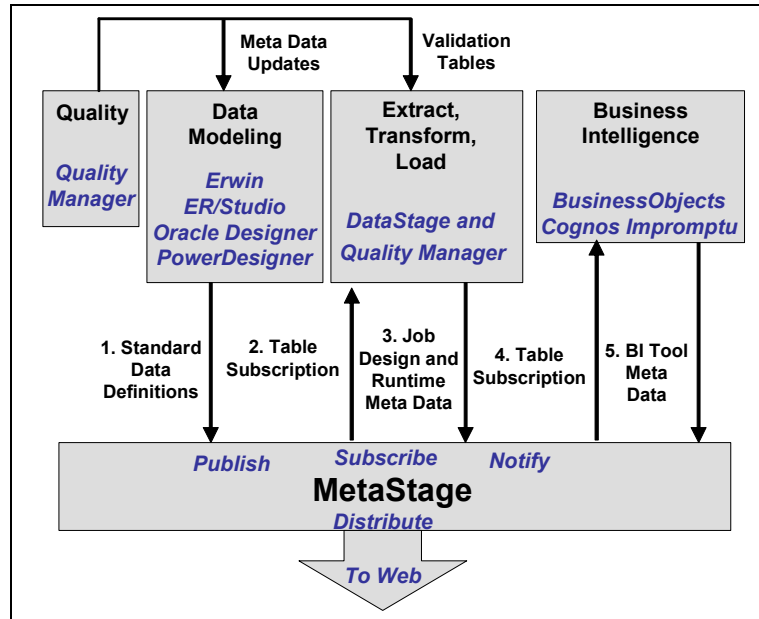 Meta Data
Updates
Validation
Tables
Quality
Quality
Manager
Data
Modeling
Erwin
ER/Studio
Oracle Designer
PowerDesigner
Extract,
Transform,
Load
DataStage and
Quality Manager
Business
Intelligence
BusinessObjects
Cognos Impromptu
1. Standard
Data
Definitions
2. Table
Subscription
3. Job
Design and
Runtime
Meta Data
4. Table
Subscription
5. BI Tool
Meta
Data
Publish
Subscribe
Notify
MetaStage
Distribute
To Web